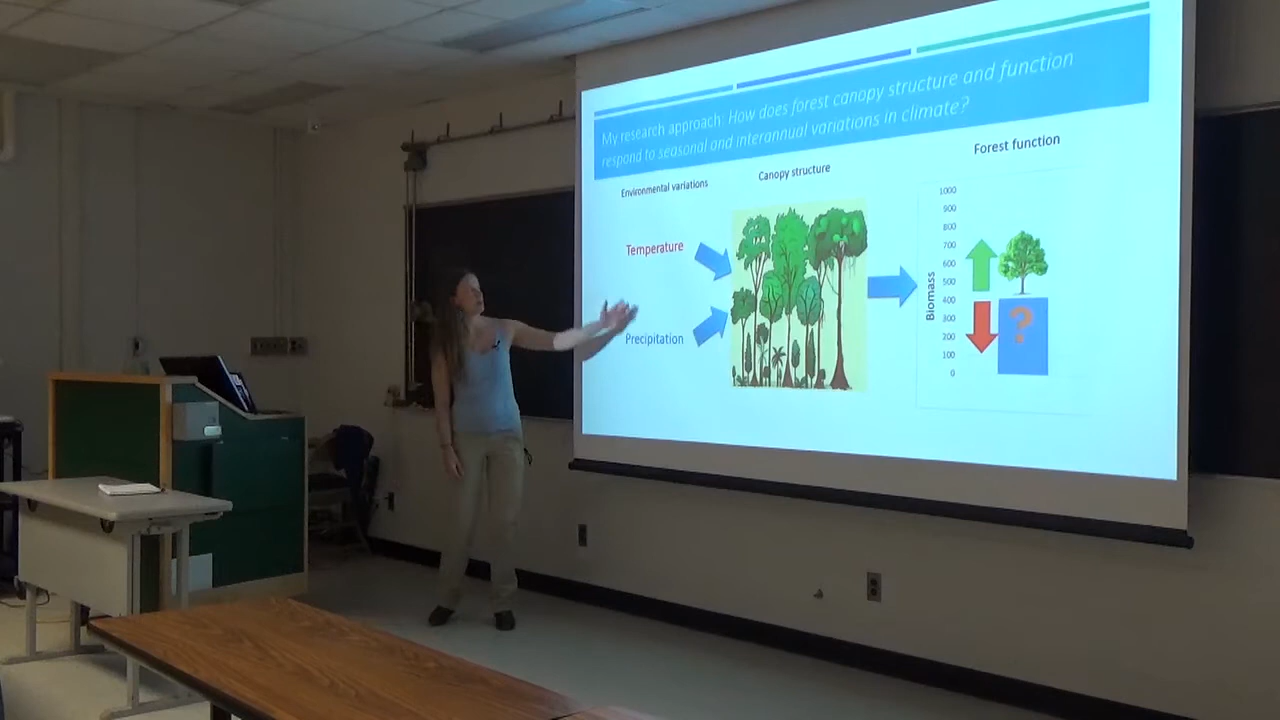 My research approach: How does forest canopy structure and function
respond to seasonal and interannual variations in climate?
Environmental variations
Canopy structure
Forest function
Temperature
Precipitation
Biomass
1000
900
800
700
600
500
400
300
200
100
0
?